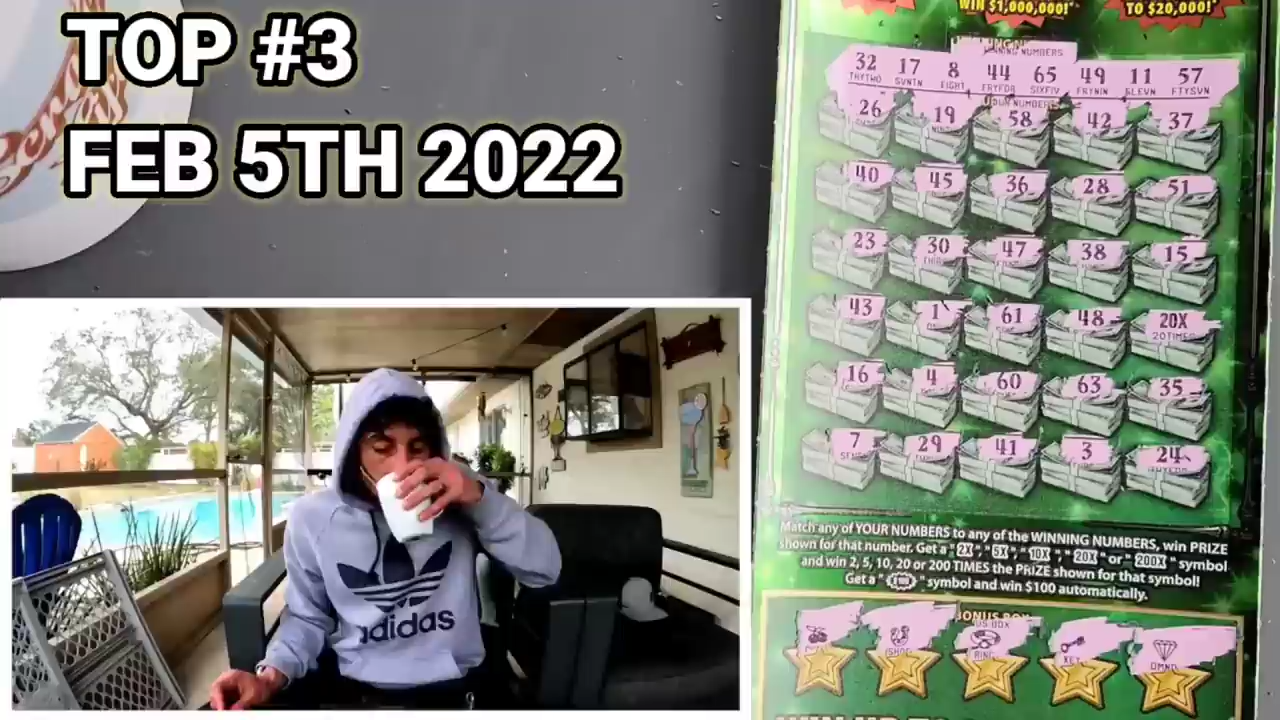 TOP #3
FEB 5TH 2022
WIN $1,000,000!*
TO $20,000!*
WINNING NUMBERS
32 17 8 44 65 49 11 57
THYTWO SVNTN EIGHT FRYFOR SIXFIV FRYNIN ELEVN FTYSVN
YOUR NUMBERS
26 19 58 42 37
40 45 36 28 51
23 30 47 38 15
43 1 61 48 20X
20TIMES
16 4 60 63 35
7 29 41 3 24
Match any of YOUR NUMBERS to any of the WINNING NUMBERS, win PRIZE
shown for that number. Get a "2X", "5X", "10X", "20X" or "200X" symbol
and win 2, 5, 10, 20 or 200 TIMES the PRIZE shown for that symbol!
Get a " " symbol and win $100 automatically.
BONUS BOX
SHOE RING KEY DMND
adidas